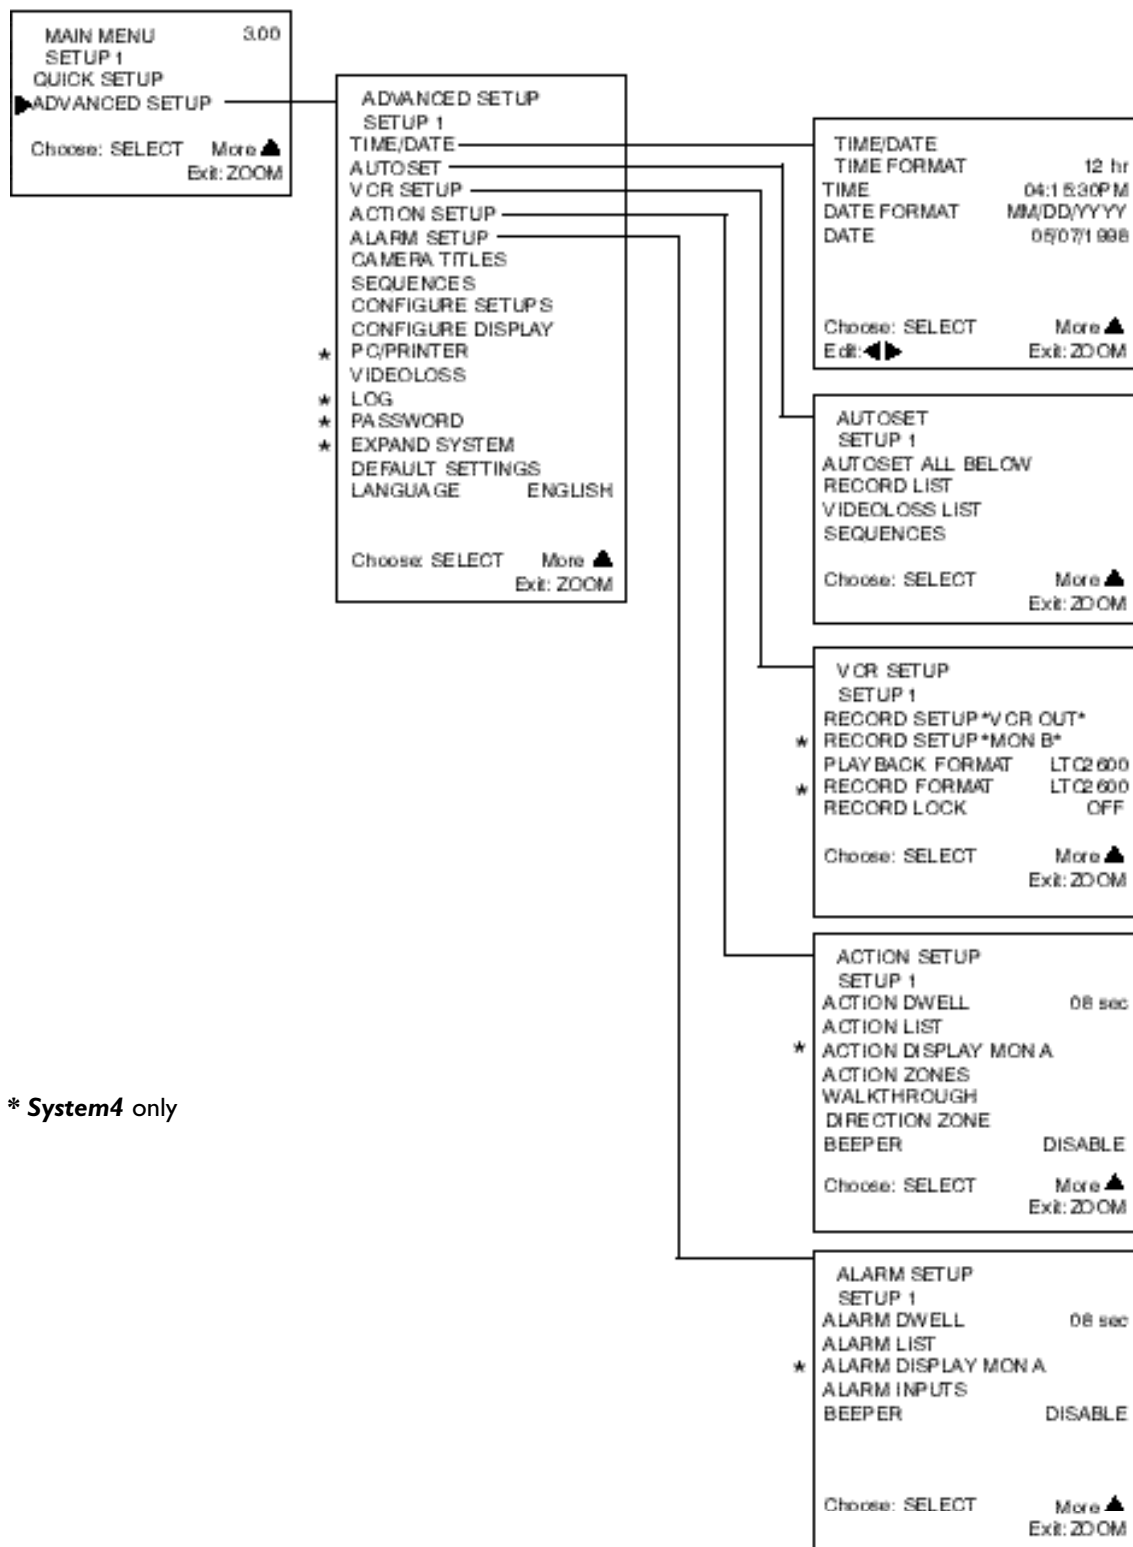 MAIN MENU 3.00
SETUP 1
QUICK SETUP
ADVANCED SETUP
Choose: SELECT More ▲
Exit: ZOOM
ADVANCED SETUP
SETUP 1
TIME/DATE
AUTOSET
VCR SETUP
ACTION SETUP
ALARM SETUP
CAMERA TITLES
SEQUENCES
CONFIGURE SETUPS
CONFIGURE DISPLAY
* PC/PRINTER
VIDEOLOSS
* LOG
* PASSWORD
* EXPAND SYSTEM
DEFAULT SETTINGS
LANGUAGE ENGLISH
Choose: SELECT More ▲
Exit: ZOOM
TIME/DATE
TIME FORMAT 12 hr
TIME 04:15:30PM
DATE FORMAT MM/DD/YYYY
DATE 05/07/1998
Choose: SELECT More ▲
Edit: ◀▶ Exit: ZOOM
AUTOSET
SETUP 1
AUTOSET ALL BELOW
RECORD LIST
VIDEOLOSS LIST
SEQUENCES
Choose: SELECT More ▲
Exit: ZOOM
VCR SETUP
SETUP 1
RECORD SETUP *VCR OUT*
* RECORD SETUP *MON B*
PLAYBACK FORMAT LTC2600
* RECORD FORMAT LTC2600
RECORD LOCK OFF
Choose: SELECT More ▲
Exit: ZOOM
ACTION SETUP
SETUP 1
ACTION DWELL 08 sec
ACTION LIST
* ACTION DISPLAY MON A
ACTION ZONES
WALKTHROUGH
DIRECTION ZONE
BEEPER DISABLE
Choose: SELECT More ▲
Exit: ZOOM
ALARM SETUP
SETUP 1
ALARM DWELL 08 sec
ALARM LIST
* ALARM DISPLAY MON A
ALARM INPUTS
BEEPER DISABLE
Choose: SELECT More ▲
Exit: ZOOM
* System4 only